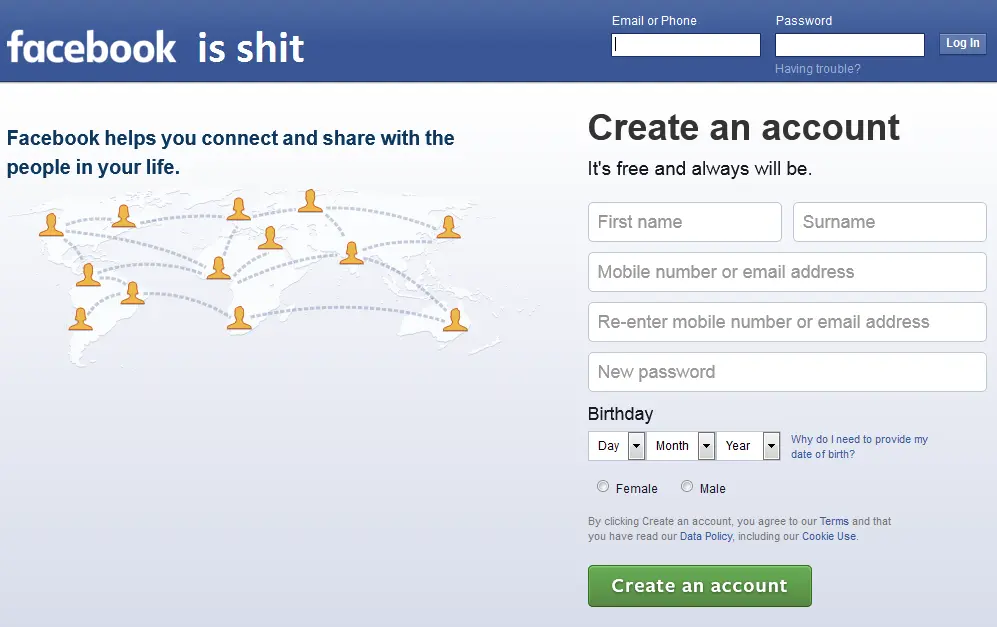 facebook is shit
Email or Phone
Password
Log In
Having trouble?
Facebook helps you connect and share with the
people in your life.
Create an account
It's free and always will be.
First name
Surname
Mobile number or email address
Re-enter mobile number or email address
New password
Birthday
Day
Month
Year
Why do I need to provide my
date of birth?
Female
Male
By clicking Create an account, you agree to our Terms and that
you have read our Data Policy, including our Cookie Use.
Create an account